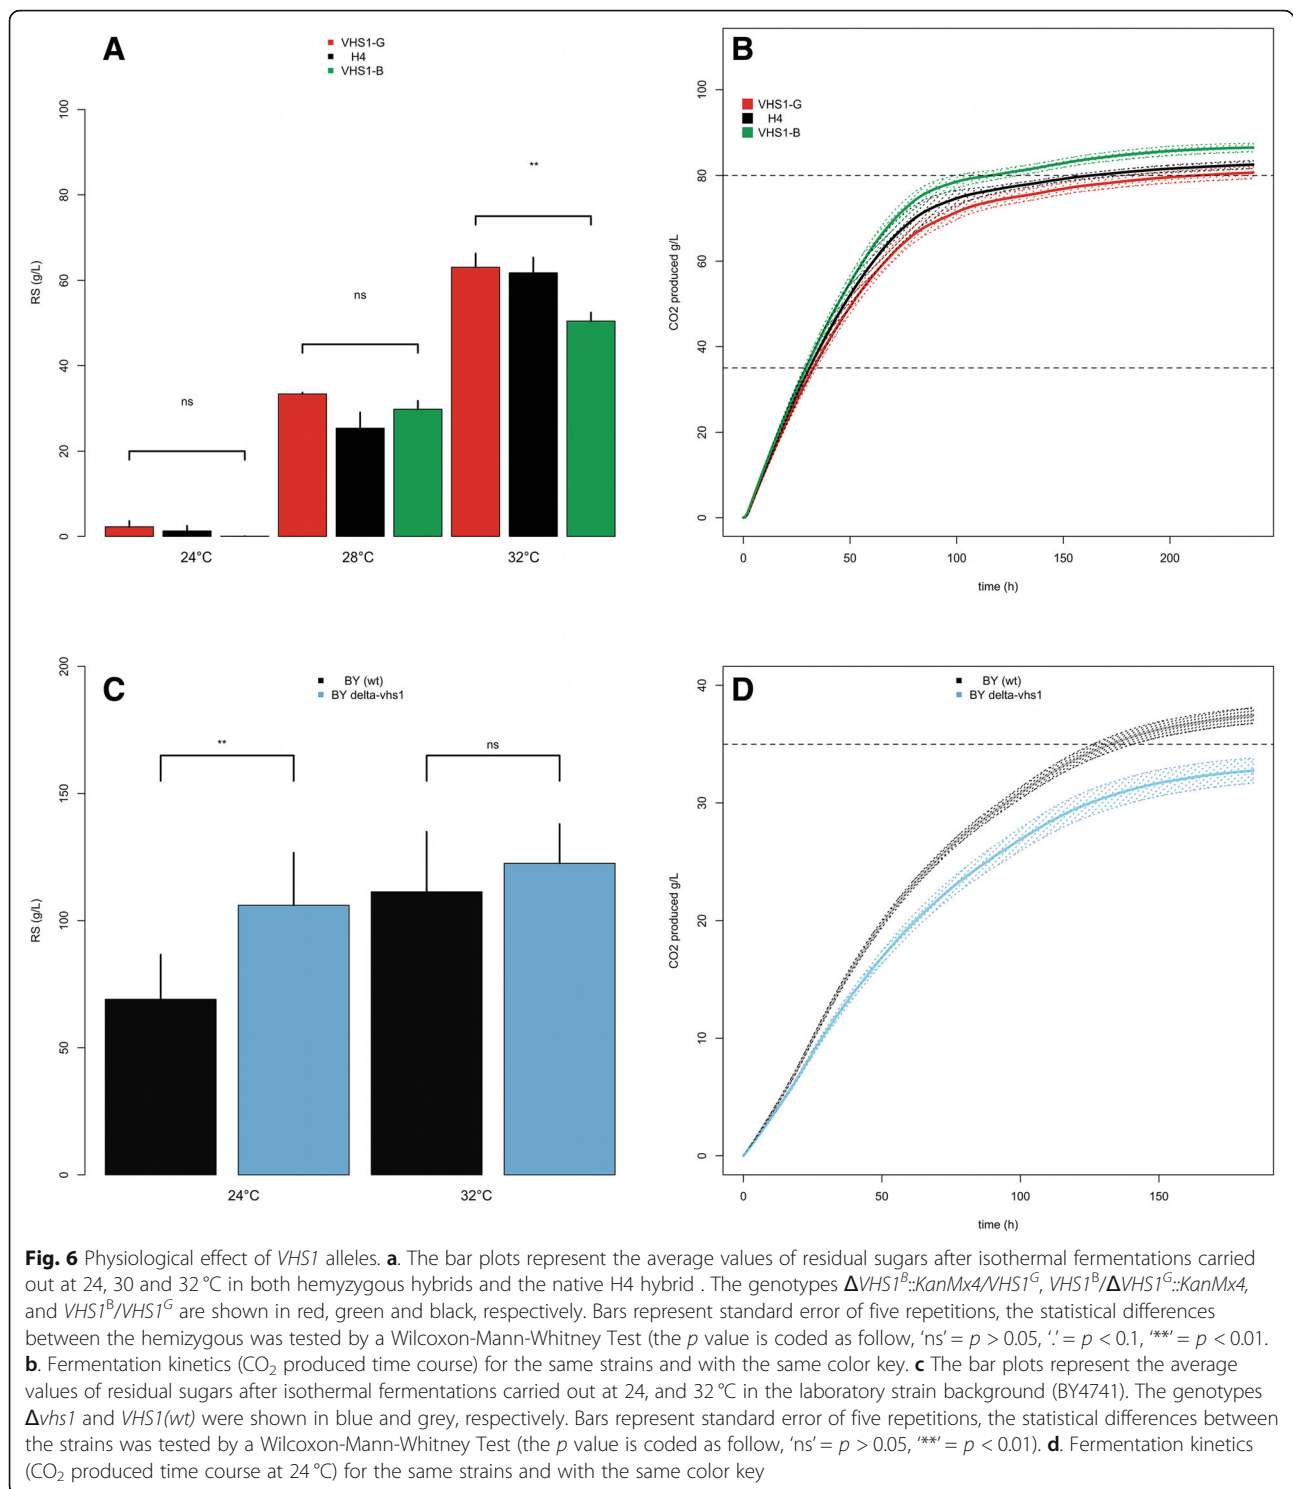 A
VHS1-G
H4
VHS1-B
RS (g/L)
100
80
60
40
20
0
ns
ns
**
24°C
28°C
32°C
B
VHS1-G
H4
VHS1-B
CO2 produced g/L
100
80
60
40
20
0
0
50
100
150
200
time (h)
C
BY (wt)
BY delta-vhs1
RS (g/L)
200
150
100
50
0
**
ns
24°C
32°C
D
BY (wt)
BY delta-vhs1
CO2 produced g/L
40
30
20
10
0
0
50
100
150
time (h)
Fig. 6 Physiological effect of VHS1 alleles. a. The bar plots represent the average values of residual sugars after isothermal fermentations carried
out at 24, 30 and 32 °C in both hemyzygous hybrids and the native H4 hybrid . The genotypes ΔVHS1ᴮ::KanMx4/VHS1ᴳ, VHS1ᴮ/ΔVHS1ᴳ::KanMx4,
and VHS1ᴮ/VHS1ᴳ are shown in red, green and black, respectively. Bars represent standard error of five repetitions, the statistical differences
between the hemizygous was tested by a Wilcoxon-Mann-Whitney Test (the p value is coded as follow, ‘ns’ = p > 0.05, ‘.’ = p < 0.1, ‘**’ = p < 0.01.
b. Fermentation kinetics (CO₂ produced time course) for the same strains and with the same color key. c The bar plots represent the average
values of residual sugars after isothermal fermentations carried out at 24, and 32 °C in the laboratory strain background (BY4741). The genotypes
Δvhs1 and VHS1(wt) were shown in blue and grey, respectively. Bars represent standard error of five repetitions, the statistical differences between
the strains was tested by a Wilcoxon-Mann-Whitney Test (the p value is coded as follow, ‘ns’ = p > 0.05, ‘**’ = p < 0.01). d. Fermentation kinetics
(CO₂ produced time course at 24 °C) for the same strains and with the same color key